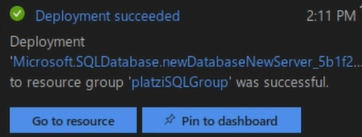 Deployment succeeded 2:11 PM
Deployment
'Microsoft.SQLDatabase.newDatabaseNewServer_5b1f2...
to resource group 'platziSQLGroup' was successful.
Go to resource Pin to dashboard